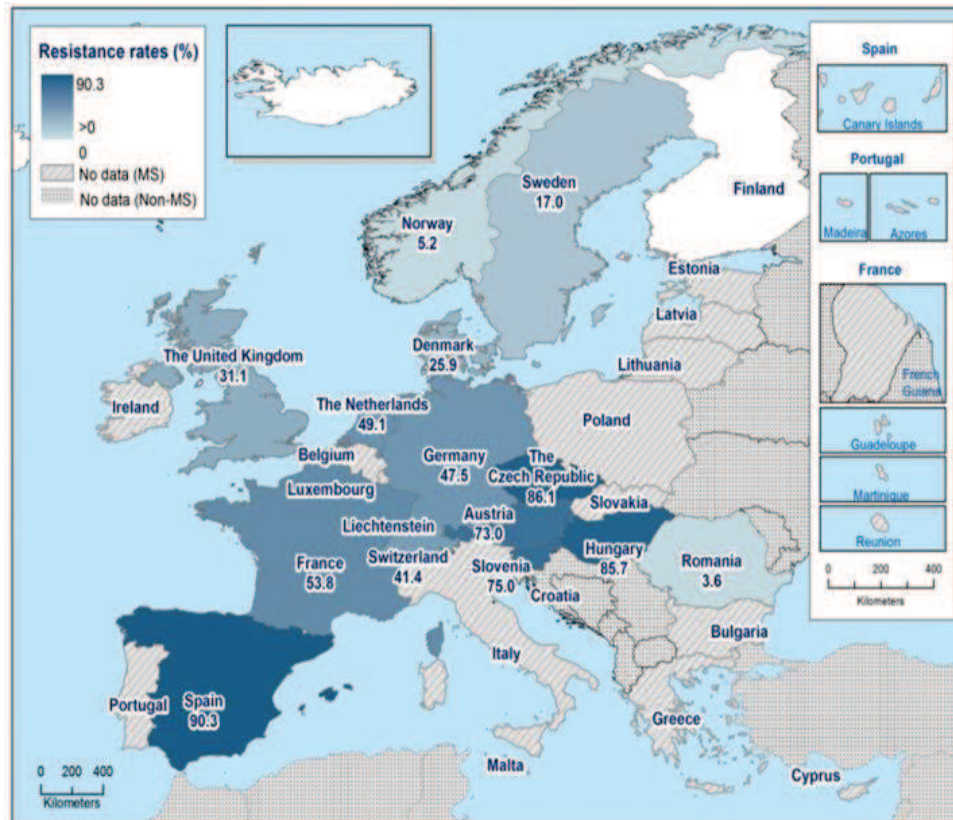 Resistance rates (%)
90.3
>0
0
No data (MS)
No data (Non-MS)
Spain
Canary Islands
Portugal
Madeira
Azores
France
French
Guiana
Guadeloupe
Martinique
Reunion
0 200 400
Kilometers
Finland
Sweden
17.0
Norway
5.2
Estonia
Latvia
Lithuania
Denmark
25.9
The United Kingdom
31.1
Ireland
The Netherlands
49.1
Poland
Belgium
Germany
47.5
The
Czech Republic
86.1
Luxembourg
Slovakia
Liechtenstein
Austria
73.0
France
53.8
Switzerland
41.4
Slovenia
75.0
Hungary
85.7
Romania
3.6
Croatia
Bulgaria
Italy
Portugal
Spain
90.3
Greece
Malta
Cyprus
0 200 400
Kilometers